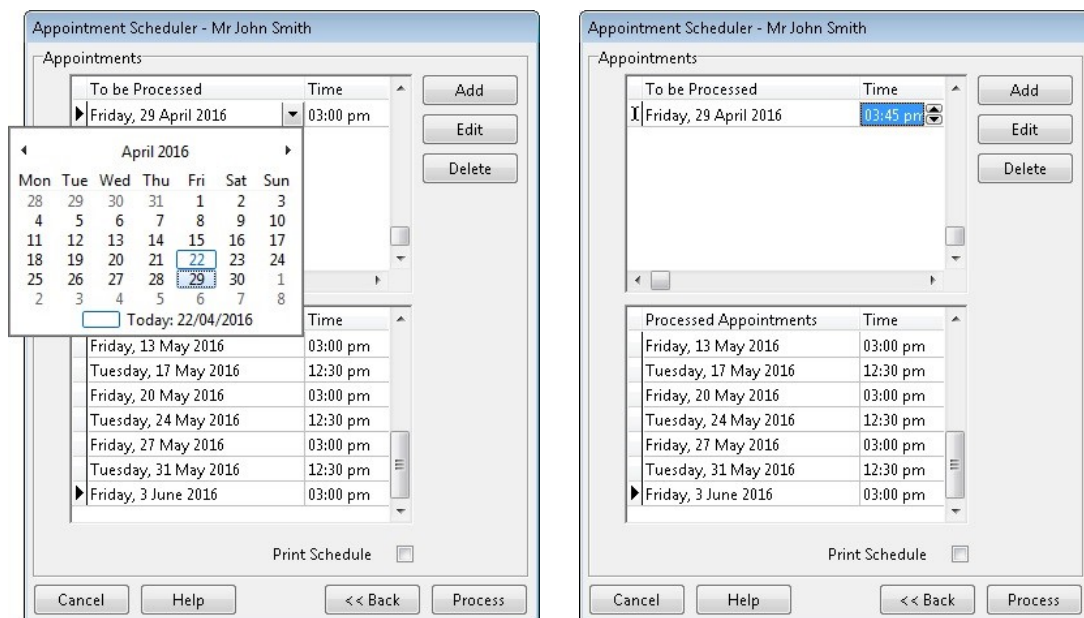 Appointment Scheduler - Mr John Smith
Appointments
To be Processed Time
Friday, 29 April 2016 03:00 pm
Add
Edit
Delete
April 2016
Mon Tue Wed Thu Fri Sat Sun
28 29 30 31 1 2 3
4 5 6 7 8 9 10
11 12 13 14 15 16 17
18 19 20 21 22 23 24
25 26 27 28 29 30 1
2 3 4 5 6 7 8
Today: 22/04/2016
Time
Friday, 13 May 2016 03:00 pm
Tuesday, 17 May 2016 12:30 pm
Friday, 20 May 2016 03:00 pm
Tuesday, 24 May 2016 12:30 pm
Friday, 27 May 2016 03:00 pm
Tuesday, 31 May 2016 12:30 pm
Friday, 3 June 2016 03:00 pm
Print Schedule
Cancel Help << Back Process
Appointment Scheduler - Mr John Smith
Appointments
To be Processed Time
Friday, 29 April 2016 03:45 pm
Add
Edit
Delete
Processed Appointments Time
Friday, 13 May 2016 03:00 pm
Tuesday, 17 May 2016 12:30 pm
Friday, 20 May 2016 03:00 pm
Tuesday, 24 May 2016 12:30 pm
Friday, 27 May 2016 03:00 pm
Tuesday, 31 May 2016 12:30 pm
Friday, 3 June 2016 03:00 pm
Print Schedule
Cancel Help << Back Process